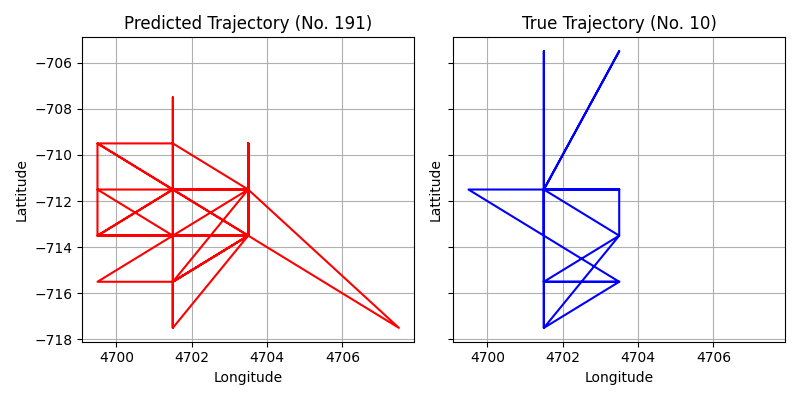 Predicted Trajectory (No. 191)
Lattitude
−706
−708
−710
−712
−714
−716
−718
4700 4702 4704 4706
Longitude
True Trajectory (No. 10)
Lattitude
4700 4702 4704 4706
Longitude